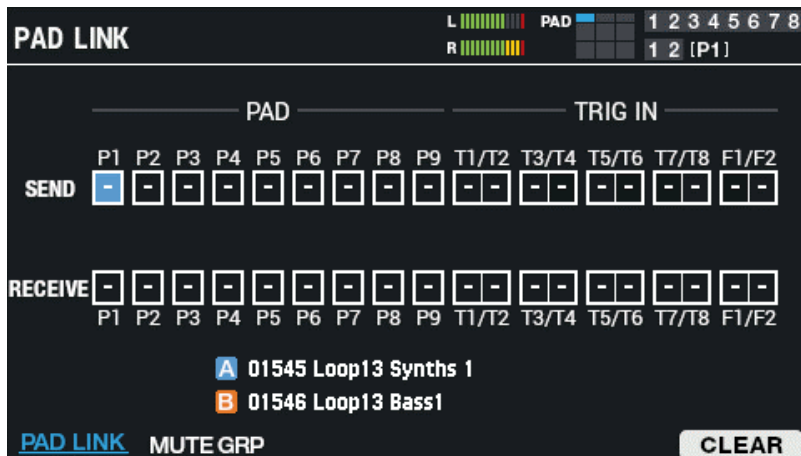 PAD LINK
L PAD 1 2 3 4 5 6 7 8
R 1 2 [P1]
PAD TRIG IN
P1 P2 P3 P4 P5 P6 P7 P8 P9 T1/T2 T3/T4 T5/T6 T7/T8 F1/F2
SEND - - - - - - - - - - - - - - - - - - -
RECEIVE - - - - - - - - - - - - - - - - - - -
P1 P2 P3 P4 P5 P6 P7 P8 P9 T1/T2 T3/T4 T5/T6 T7/T8 F1/F2
A 01545 Loop13 Synths 1
B 01546 Loop13 Bass1
PAD LINK MUTE GRP CLEAR